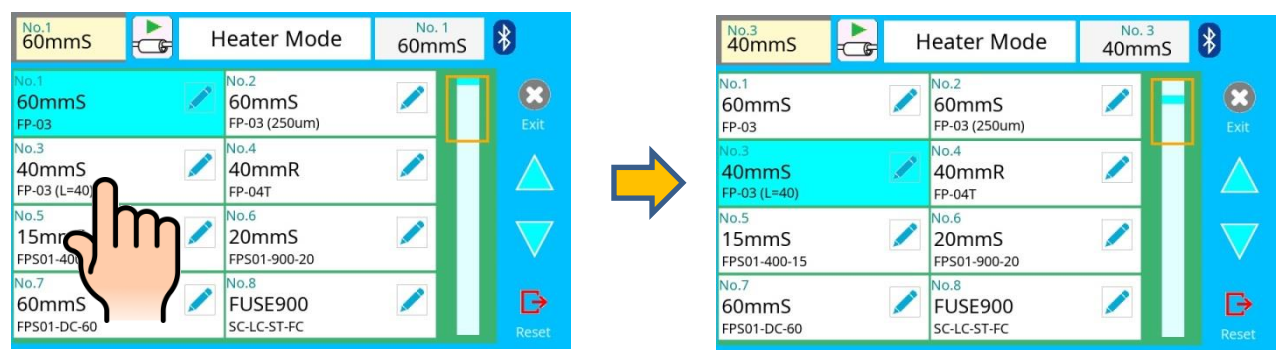 No.1
60mmS
Heater Mode
No. 1
60mmS
No.1
60mmS
FP-03
No.2
60mmS
FP-03 (250um)
Exit
No.3
40mmS
FP-03 (L=40)
No.4
40mmR
FP-04T
No.5
No.6
20mmS
FPS01-900-20
No.7
60mmS
FPS01-DC-60
No.8
FUSE900
SC-LC-ST-FC
Reset
No.3
40mmS
Heater Mode
No. 3
40mmS
No.1
60mmS
FP-03
No.2
60mmS
FP-03 (250um)
Exit
No.3
40mmS
FP-03 (L=40)
No.4
40mmR
FP-04T
No.5
15mmS
FPS01-400-15
No.6
20mmS
FPS01-900-20
No.7
60mmS
FPS01-DC-60
No.8
FUSE900
SC-LC-ST-FC
Reset